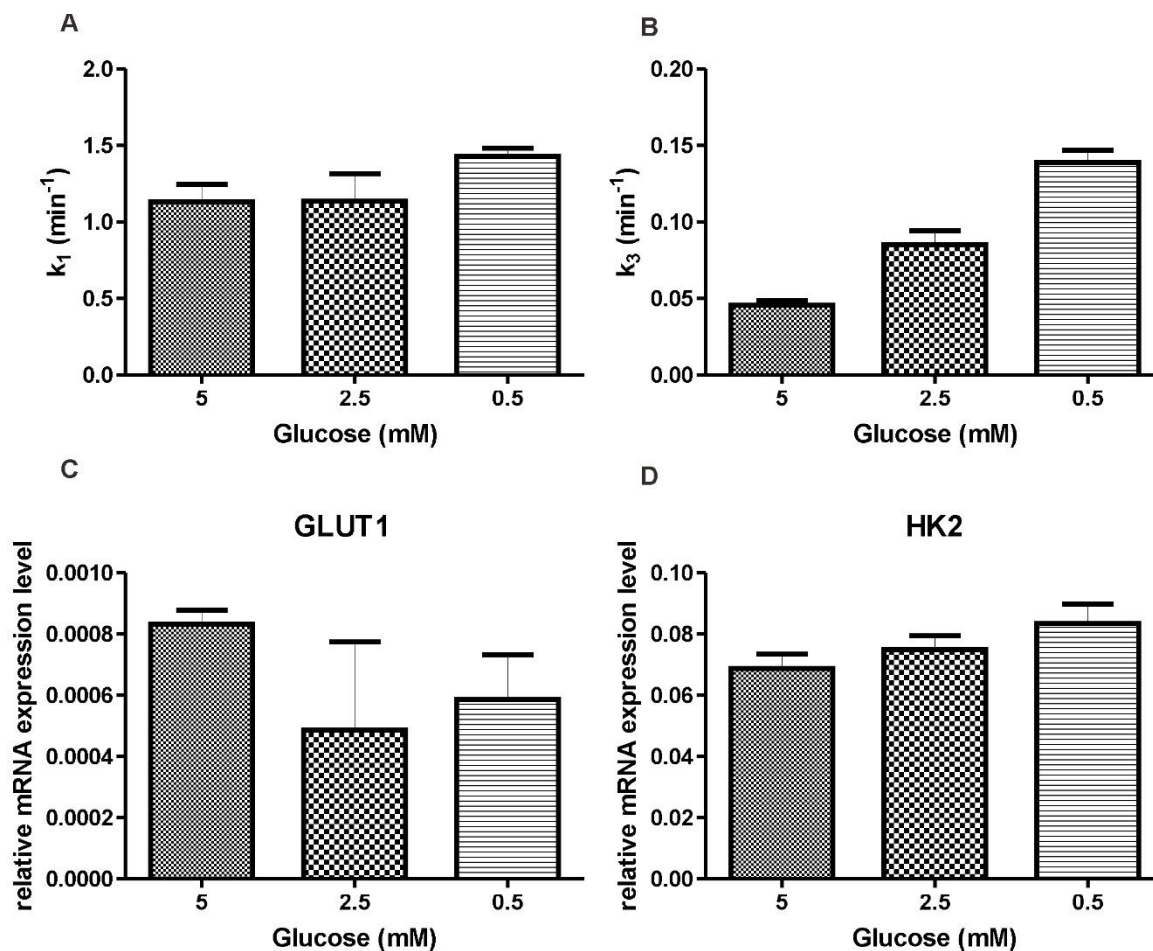 A
2.0
1.5
1.0
0.5
0.0
k₁ (min⁻¹)
5 2.5 0.5
Glucose (mM)
B
0.20
0.15
0.10
0.05
0.00
k₃ (min⁻¹)
5 2.5 0.5
Glucose (mM)
C
GLUT1
0.0010
0.0008
0.0006
0.0004
0.0002
0.0000
relative mRNA expression level
5 2.5 0.5
Glucose (mM)
D
HK2
0.10
0.08
0.06
0.04
0.02
0.00
relative mRNA expression level
5 2.5 0.5
Glucose (mM)